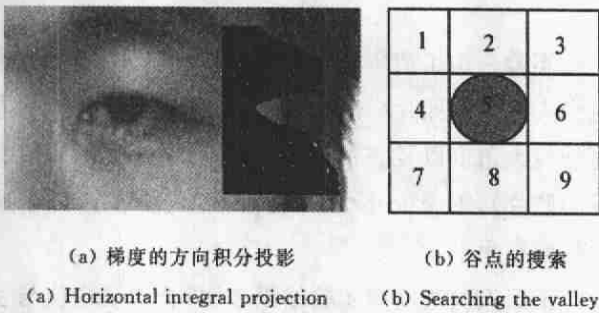 1 2 3
4 5 6
7 8 9
(a) 梯度的方向积分投影
(b) 谷点的搜索
(a) Horizontal integral projection
(b) Searching the valley